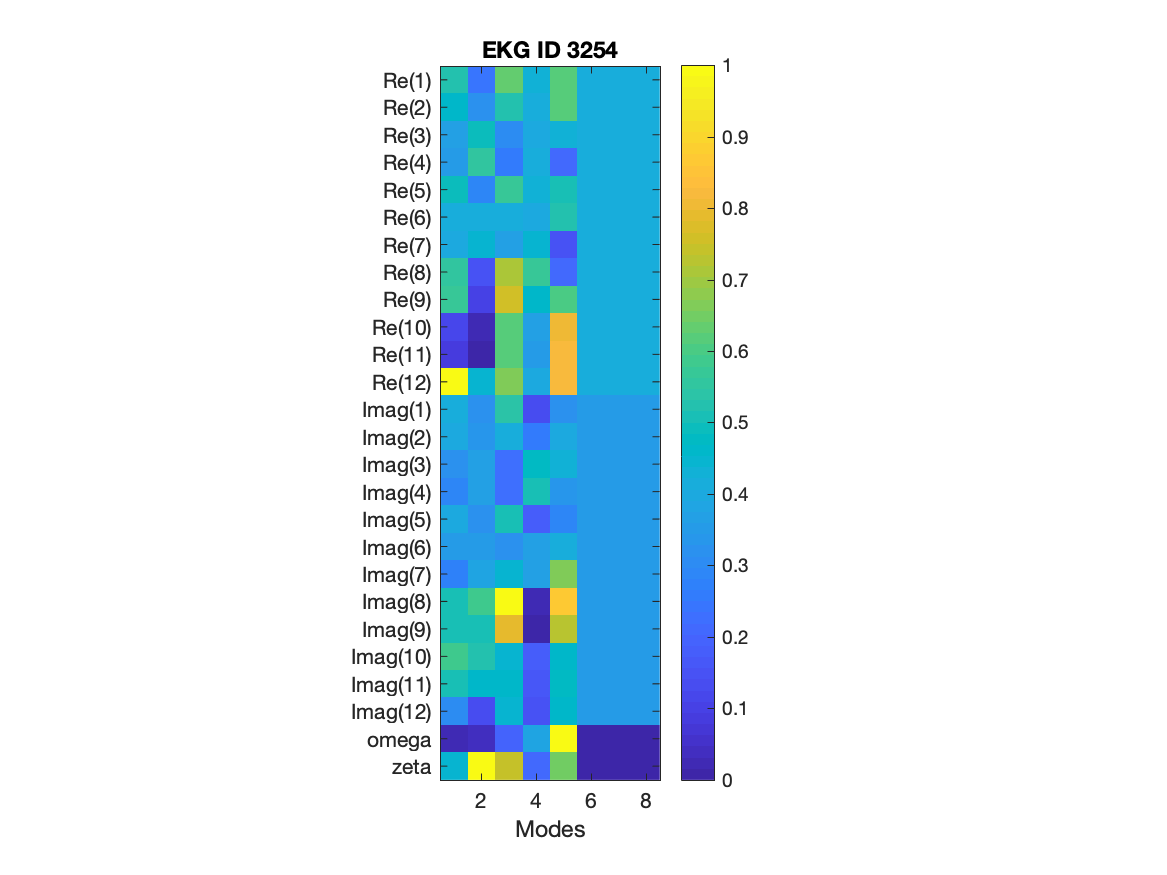 EKG ID 3254
Re(1)
Re(2)
Re(3)
Re(4)
Re(5)
Re(6)
Re(7)
Re(8)
Re(9)
Re(10)
Re(11)
Re(12)
Imag(1)
Imag(2)
Imag(3)
Imag(4)
Imag(5)
Imag(6)
Imag(7)
Imag(8)
Imag(9)
Imag(10)
Imag(11)
Imag(12)
omega
zeta
2 4 6 8
Modes
1
0.9
0.8
0.7
0.6
0.5
0.4
0.3
0.2
0.1
0